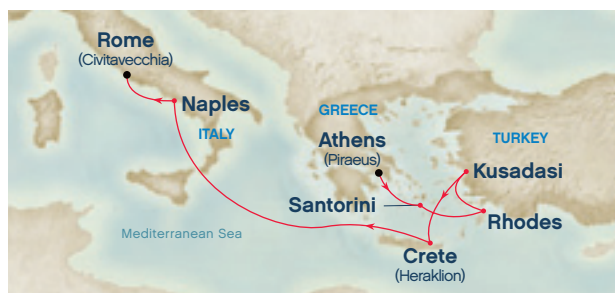 Rome
(Civitavecchia)
Naples
ITALY
GREECE
Athens
(Piraeus)
TURKEY
Kusadasi
Santorini
Rhodes
Mediterranean Sea
Crete
(Heraklion)